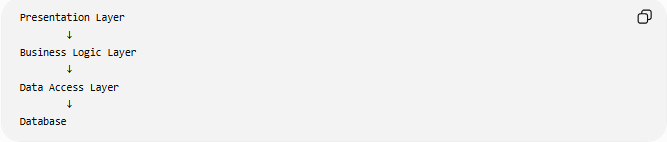 Presentation Layer
↓
Business Logic Layer
↓
Data Access Layer
↓
Database